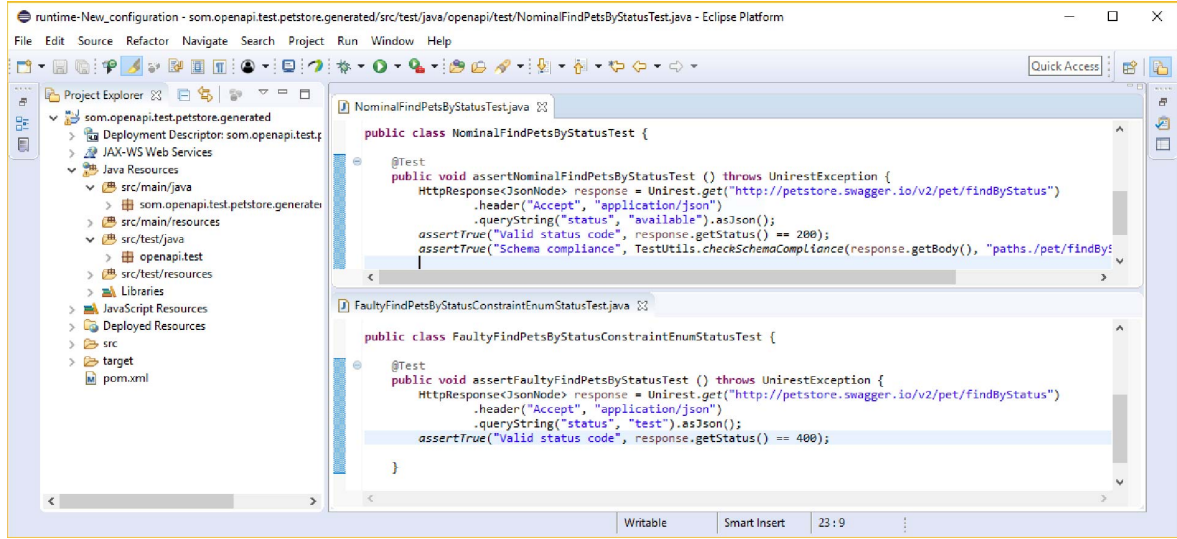 runtime-New_configuration - som.openapi.test.petstore.generated/src/test/java/openapi/test/NominalFindPetsByStatusTest.java - Eclipse Platform
File Edit Source Refactor Navigate Search Project Run Window Help
Quick Access
Project Explorer
som.openapi.test.petstore.generated
Deployment Descriptor: som.openapi.test.p
JAX-WS Web Services
Java Resources
src/main/java
som.openapi.test.petstore.generate
src/main/resources
src/test/java
openapi.test
src/test/resources
Libraries
JavaScript Resources
Deployed Resources
src
target
pom.xml
NominalFindPetsByStatusTest.java
public class NominalFindPetsByStatusTest {
@Test
public void assertNominalFindPetsByStatusTest () throws UnirestException {
HttpResponse<JsonNode> response = Unirest.get("http://petstore.swagger.io/v2/pet/findByStatus")
.header("Accept", "application/json")
.queryString("status", "available").asJson();
assertTrue("Valid status code", response.getStatus() == 200);
assertTrue("Schema compliance", TestUtils.checkSchemaCompliance(response.getBody(), "paths./pet/findByS
FaultyFindPetsByStatusConstraintEnumStatusTest.java
public class FaultyFindPetsByStatusConstraintEnumStatusTest {
@Test
public void assertFaultyFindPetsByStatusTest () throws UnirestException {
HttpResponse<JsonNode> response = Unirest.get("http://petstore.swagger.io/v2/pet/findByStatus")
.header("Accept", "application/json")
.queryString("status", "test").asJson();
assertTrue("Valid status code", response.getStatus() == 400);
}
Writable Smart Insert 23 : 9